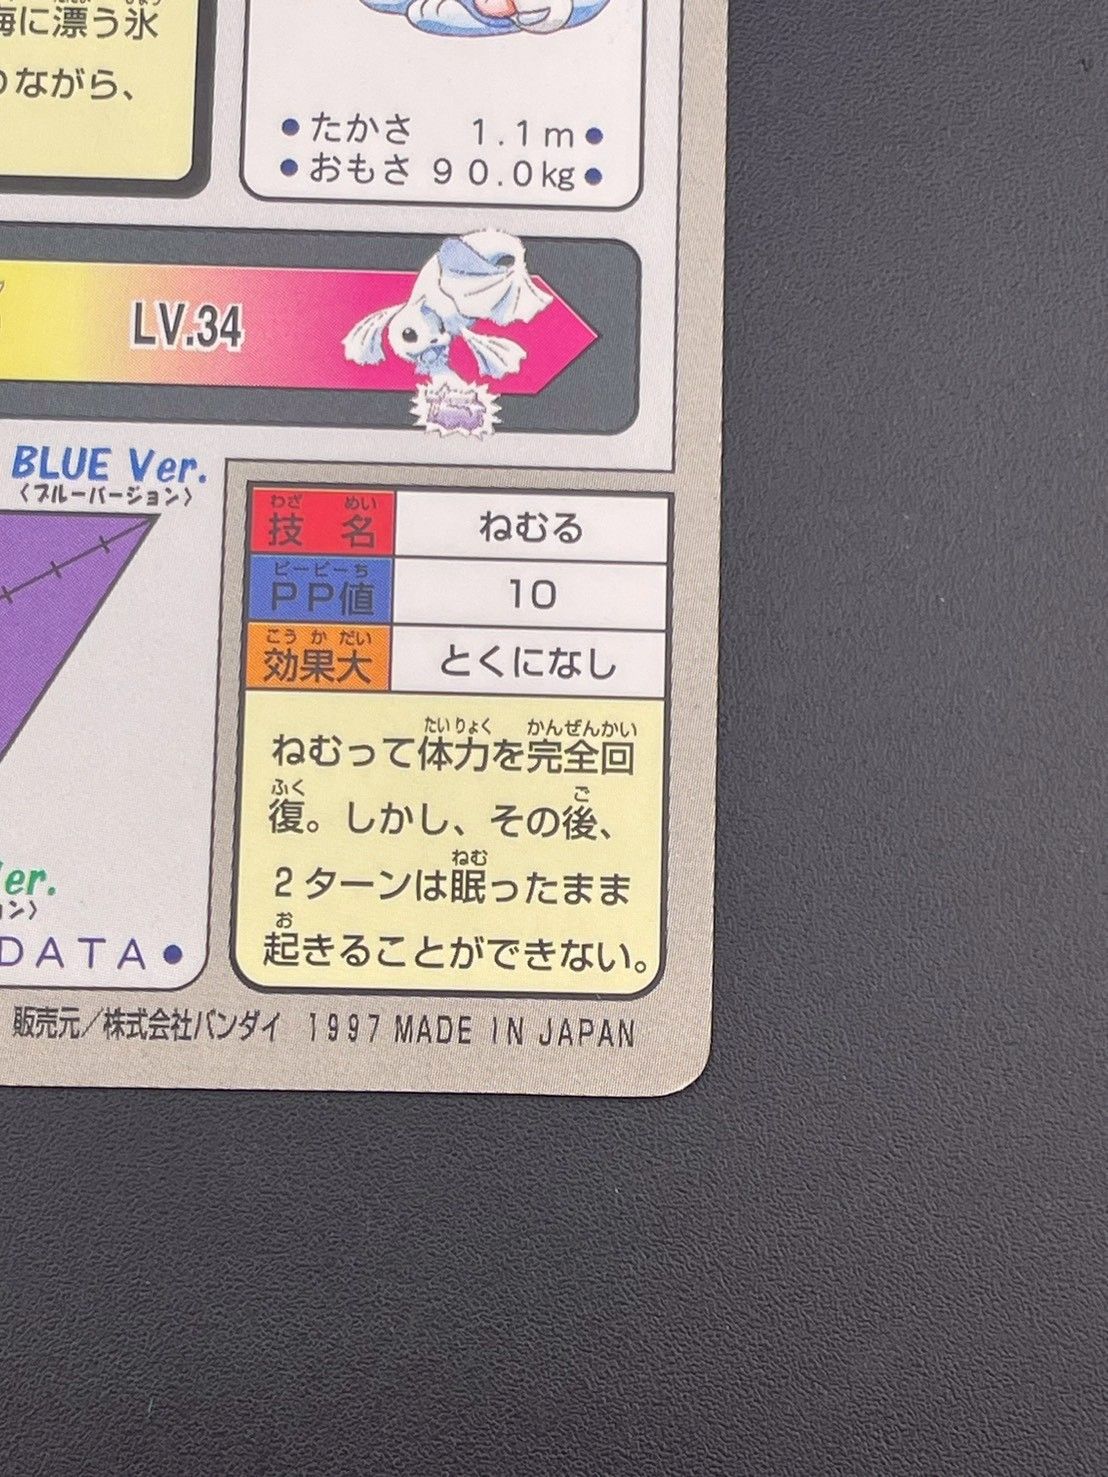 海に漂う氷
ながら、
●たかさ 1.1m●
●おもさ 90.0kg●
LV.34
BLUE Ver.
〈ブルーバージョン〉
わざ めい
技 名 ねむる
ピーピーち
PP値 10
こうかだい
効果大 とくになし
たいりょく かんぜんかい
ねむって体力を完全回
ふく ご
復。しかし、その後、
ねむ
2ターンは眠ったまま
お
起きることができない。
er.
ン〉
DATA●
販売元／株式会社バンダイ 1997 MADE IN JAPAN